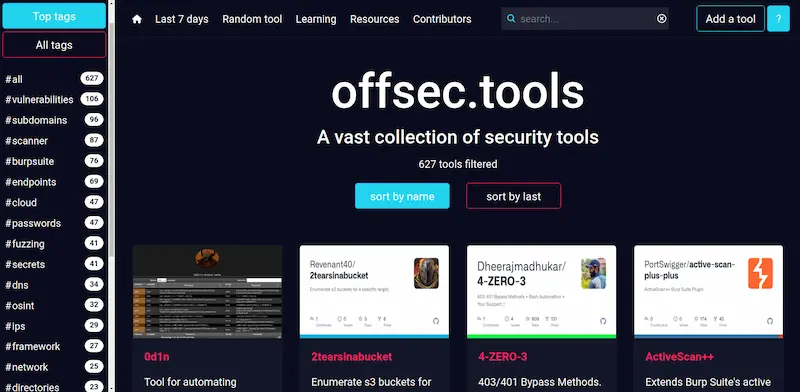 Top tags
All tags
#all 627
#vulnerabilities 106
#subdomains 96
#scanner 87
#burpsuite 76
#endpoints 69
#cloud 47
#passwords 47
#fuzzing 41
#secrets 41
#dns 34
#osint 32
#ips 29
#framework 27
#network 25
#directories 23
Last 7 days Random tool Learning Resources Contributors
search...
Add a tool
?
offsec.tools
A vast collection of security tools
627 tools filtered
sort by name
sort by last
0d1n
Tool for automating
Revenant40/
2tearsinabucket
Enumerate s3 buckets for a specific target.
2tearsinabucket
Enumerate s3 buckets for
Dheerajmadhukar/
4-ZERO-3
403/401 Bypass Methods + Bash Automation +
Your Support ;)
4-ZERO-3
403/401 Bypass Methods.
PortSwigger/active-scan-
plus-plus
ActiveScan++ Burp Suite Plugin
ActiveScan++
Extends Burp Suite's active